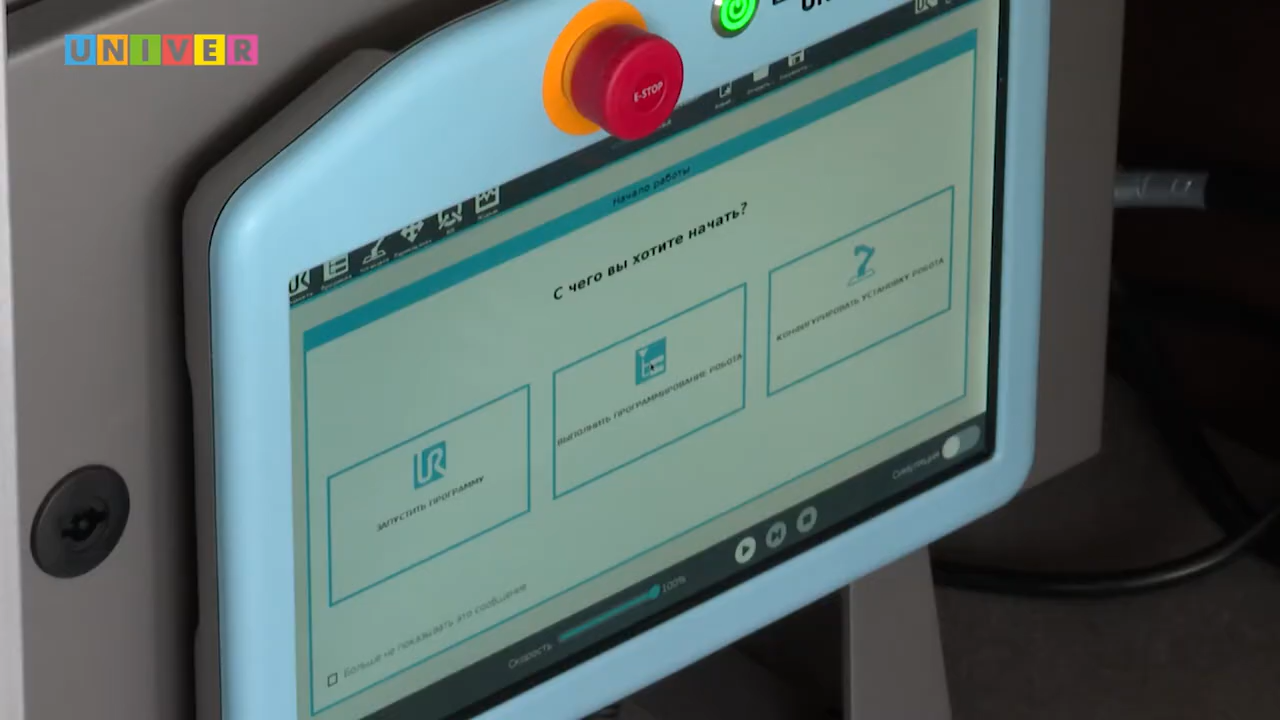 UNIVER
E-STOP
Начало работы
С чего вы хотите начать?
ЗАПУСТИТЬ ПРОГРАММУ
ВЫПОЛНИТЬ ПРОГРАММИРОВАНИЕ РОБОТА
КОНФИГУРИРОВАТЬ УСТАНОВКУ РОБОТА
Больше не показывать это сообщение
Скорость
100%
Симуляция